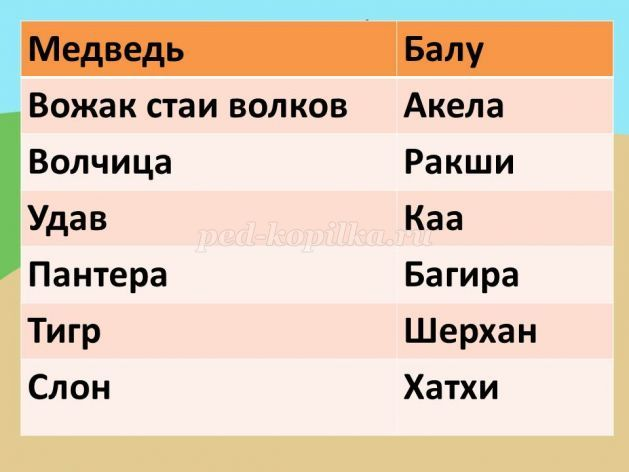 Медведь Балу
Вожак стаи волков Акела
Волчица Ракши
Удав Каа
ped-kopilka.ru
Пантера Багира
Тигр Шерхан
Слон Хатхи